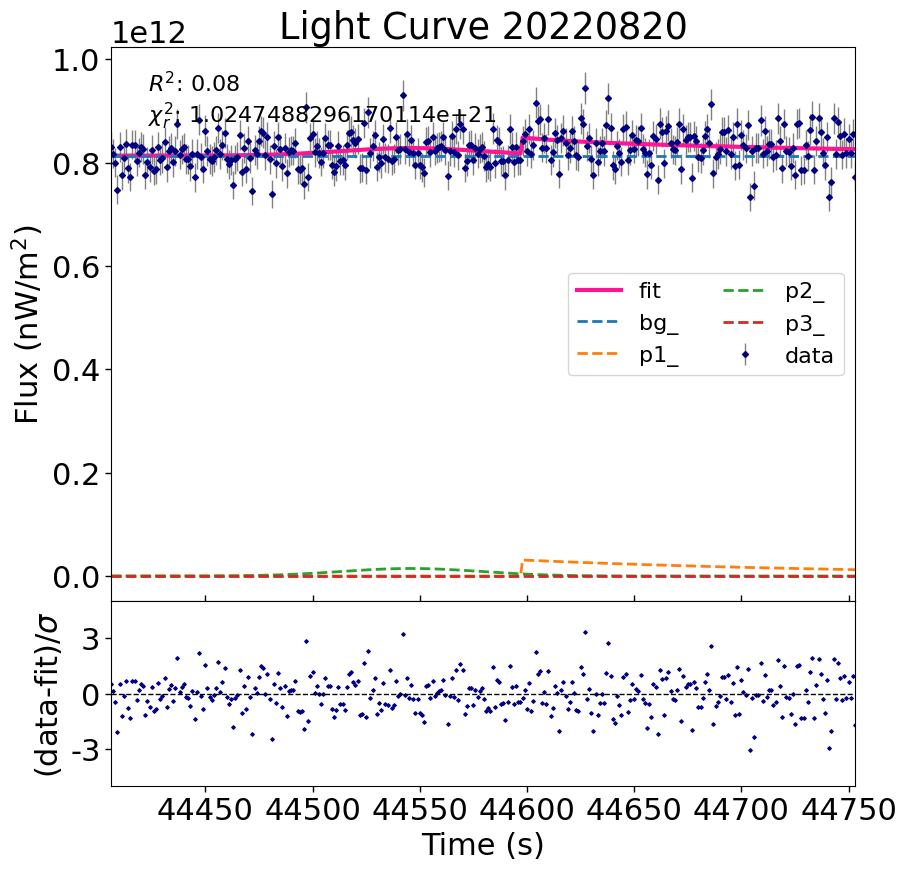 Light Curve 20220820
1e12
R²: 0.08
χ²ᵣ: 1.0247488296170114e+21
1.0
0.8
0.6
0.4
0.2
0.0
Flux (nW/m²)
fit
bg_
p1_
p2_
p3_
data
3
0
-3
(data-fit)/σ
44450 44500 44550 44600 44650 44700 44750
Time (s)